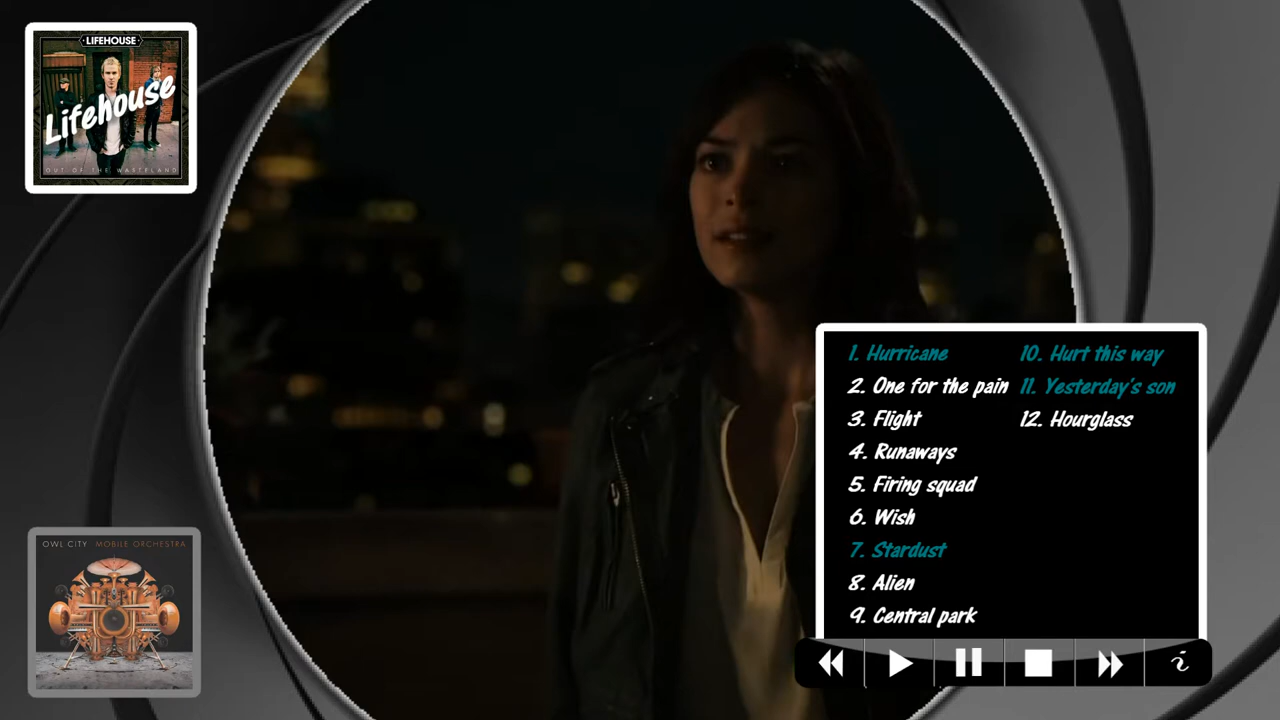 LIFEHOUSE
Lifehouse
OUT OF THE WASTELAND
1. Hurricane
2. One for the pain
3. Flight
4. Runaways
5. Firing squad
6. Wish
7. Stardust
8. Alien
9. Central park
10. Hurt this way
11. Yesterday's son
12. Hourglass
i
OWL CITY MOBILE ORCHESTRA